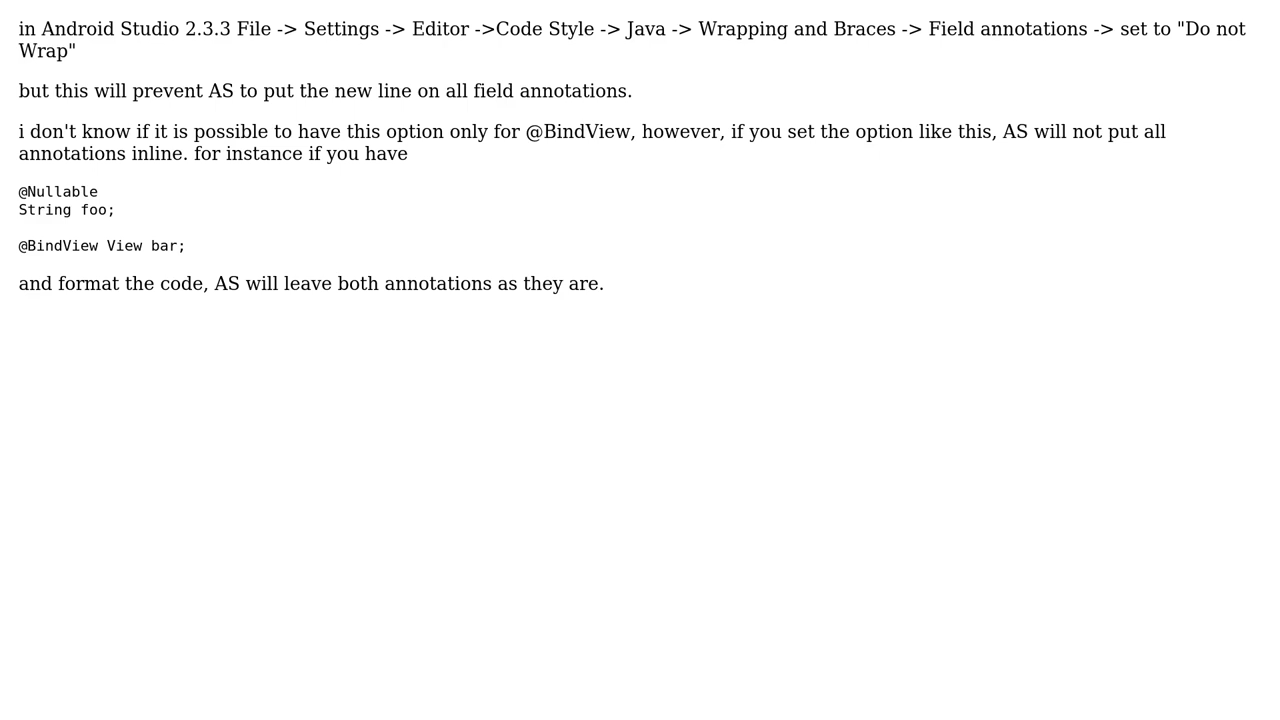 in Android Studio 2.3.3 File -> Settings -> Editor ->Code Style -> Java -> Wrapping and Braces -> Field annotations -> set to "Do not
Wrap"
but this will prevent AS to put the new line on all field annotations.
i don't know if it is possible to have this option only for @BindView, however, if you set the option like this, AS will not put all
annotations inline. for instance if you have
@Nullable
String foo;
@BindView View bar;
and format the code, AS will leave both annotations as they are.